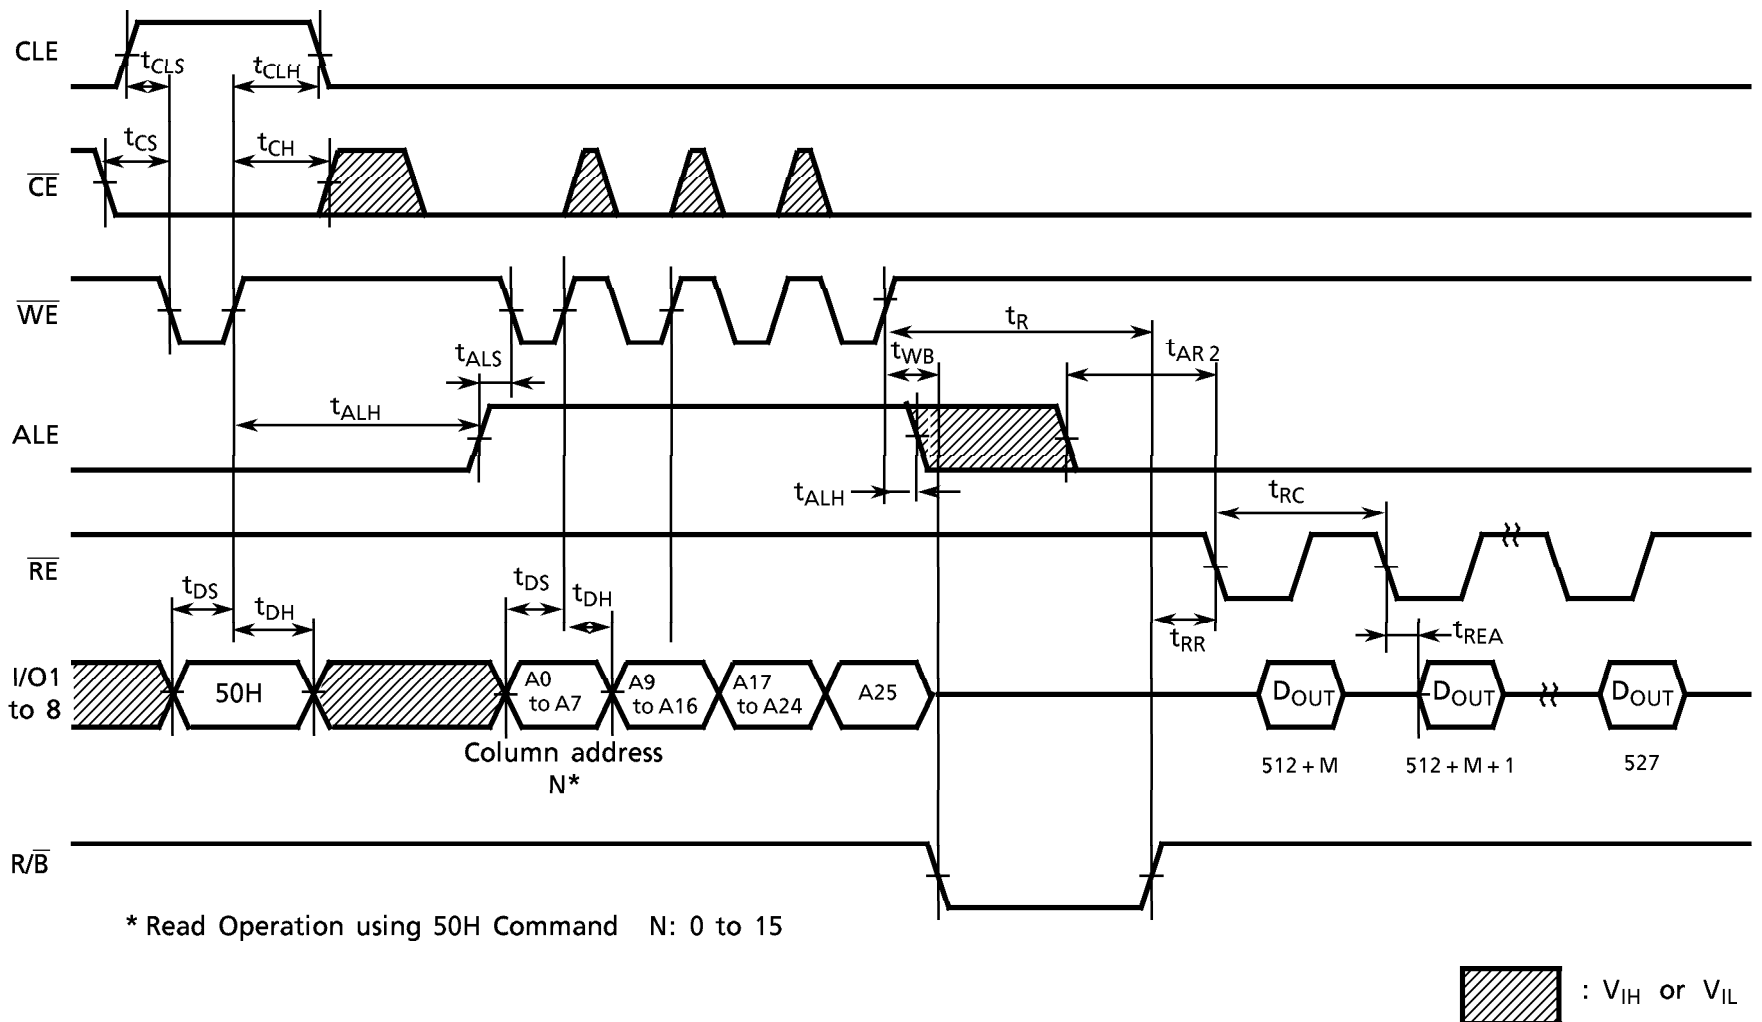 CLE
tCLS
tCLH
tCS
tCH
CE
WE
tR
tALS
tWB
tAR 2
tALH
ALE
tALH
tRC
RE
tDS
tDH
tDS
tDH
tRR
tREA
I/O1
to 8
50H
A0
to A7
A9
to A16
A17
to A24
A25
DOUT
DOUT
DOUT
Column address
N*
512 + M
512 + M + 1
527
R/B
* Read Operation using 50H Command N: 0 to 15
: VIH or VIL